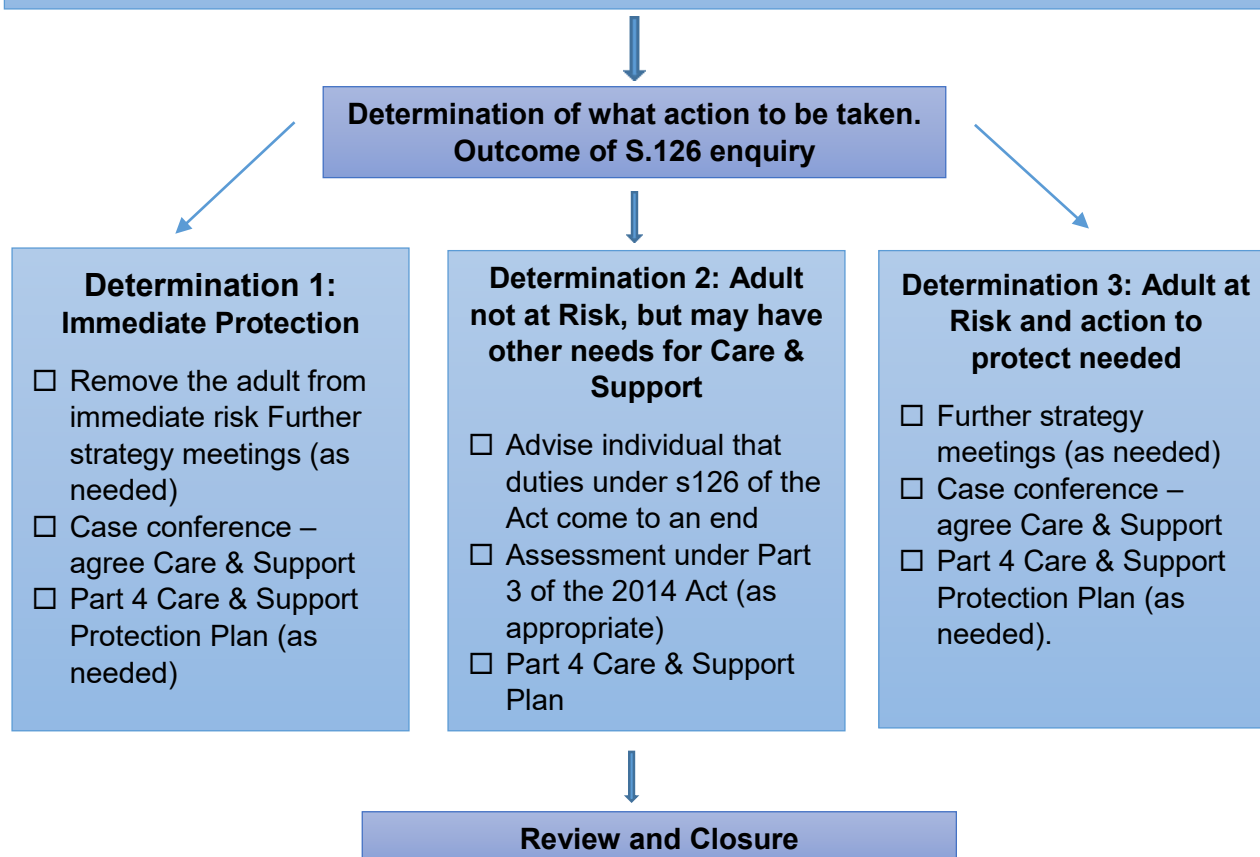 Determination of what action to be taken.
Outcome of S.126 enquiry
Determination 1:
Immediate Protection
☐ Remove the adult from
immediate risk Further
strategy meetings (as
needed)
☐ Case conference –
agree Care & Support
☐ Part 4 Care & Support
Protection Plan (as
needed)
Determination 2: Adult
not at Risk, but may have
other needs for Care &
Support
☐ Advise individual that
duties under s126 of the
Act come to an end
☐ Assessment under Part
3 of the 2014 Act (as
appropriate)
☐ Part 4 Care & Support
Plan
Determination 3: Adult at
Risk and action to
protect needed
☐ Further strategy
meetings (as needed)
☐ Case conference –
agree Care & Support
☐ Part 4 Care & Support
Protection Plan (as
needed).
Review and Closure